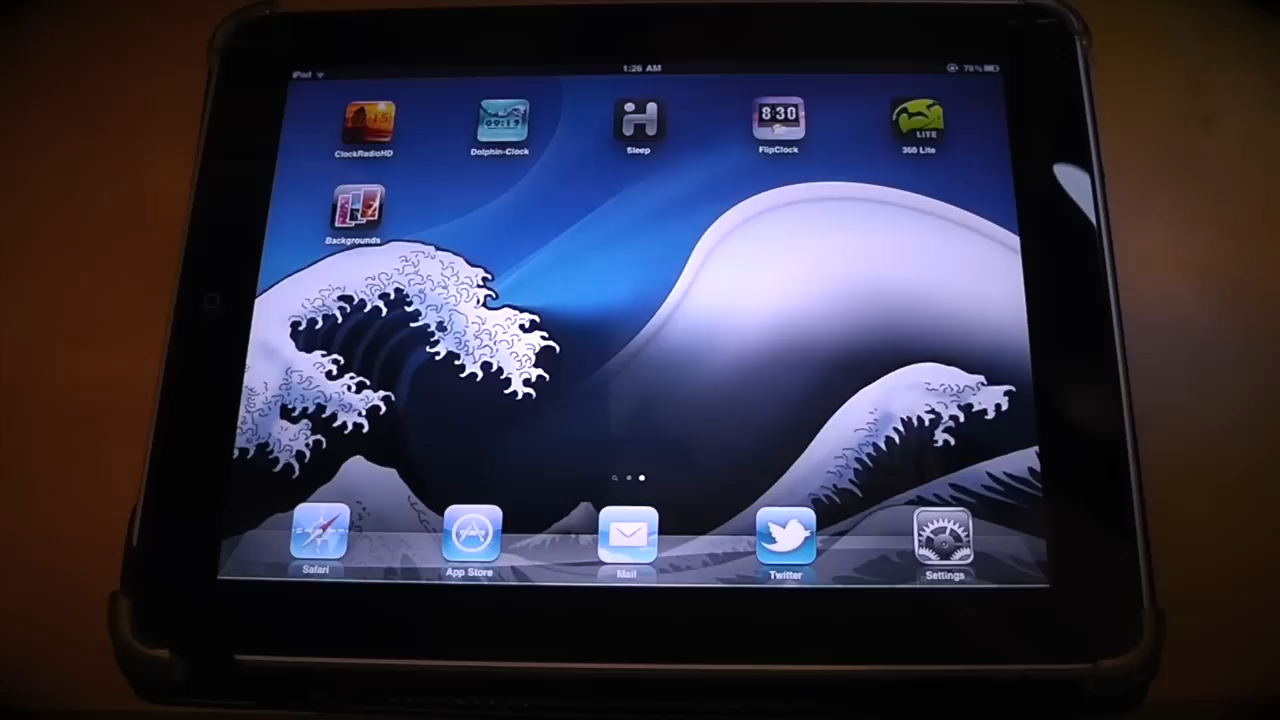 iPad 1:26 AM 78%
ClockRadioHD Dolphin-Clock Sleep FlipClock 360 Lite
09:15
8:30
LITE
Backgrounds
Safari App Store Mail Twitter Settings